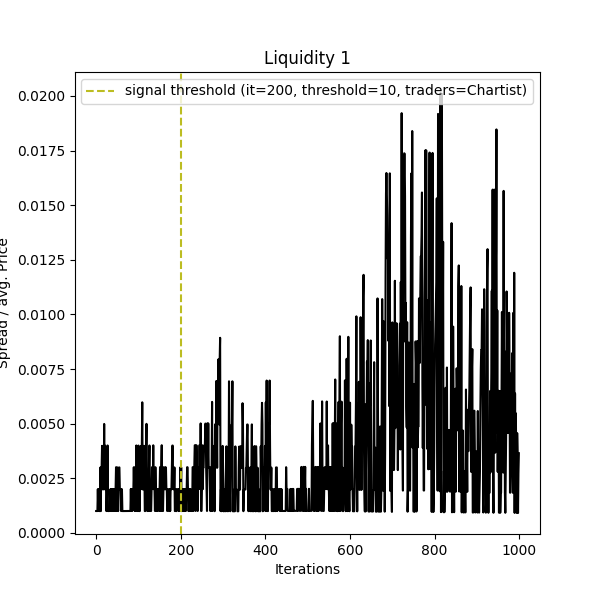 Liquidity 1
signal threshold (it=200, threshold=10, traders=Chartist)
0.0200
0.0175
0.0150
0.0125
0.0100
0.0075
0.0050
0.0025
0.0000
Spread / avg. Price
0 200 400 600 800 1000
Iterations